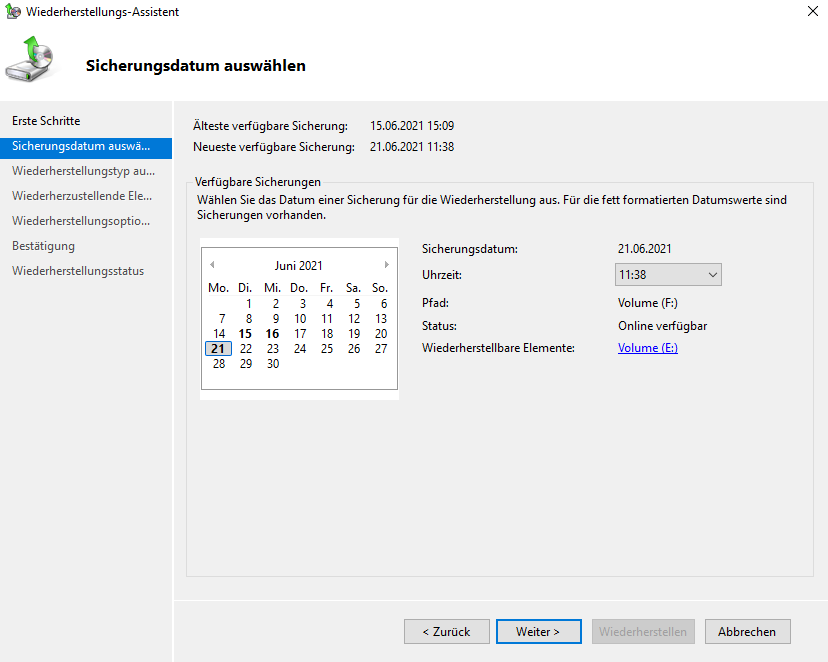 Wiederherstellungs-Assistent
Sicherungsdatum auswählen
Erste Schritte
Sicherungsdatum auswä...
Wiederherstellungstyp au...
Wiederherzustellende Ele...
Wiederherstellungsoptio...
Bestätigung
Wiederherstellungsstatus
Älteste verfügbare Sicherung: 15.06.2021 15:09
Neueste verfügbare Sicherung: 21.06.2021 11:38
Verfügbare Sicherungen
Wählen Sie das Datum einer Sicherung für die Wiederherstellung aus. Für die fett formatierten Datumswerte sind
Sicherungen vorhanden.
Juni 2021
Mo. Di. Mi. Do. Fr. Sa. So.
1 2 3 4 5 6
7 8 9 10 11 12 13
14 15 16 17 18 19 20
21 22 23 24 25 26 27
28 29 30
Sicherungsdatum: 21.06.2021
Uhrzeit: 11:38
Pfad: Volume (F:)
Status: Online verfügbar
Wiederherstellbare Elemente: Volume (E:)
< Zurück Weiter > Wiederherstellen Abbrechen